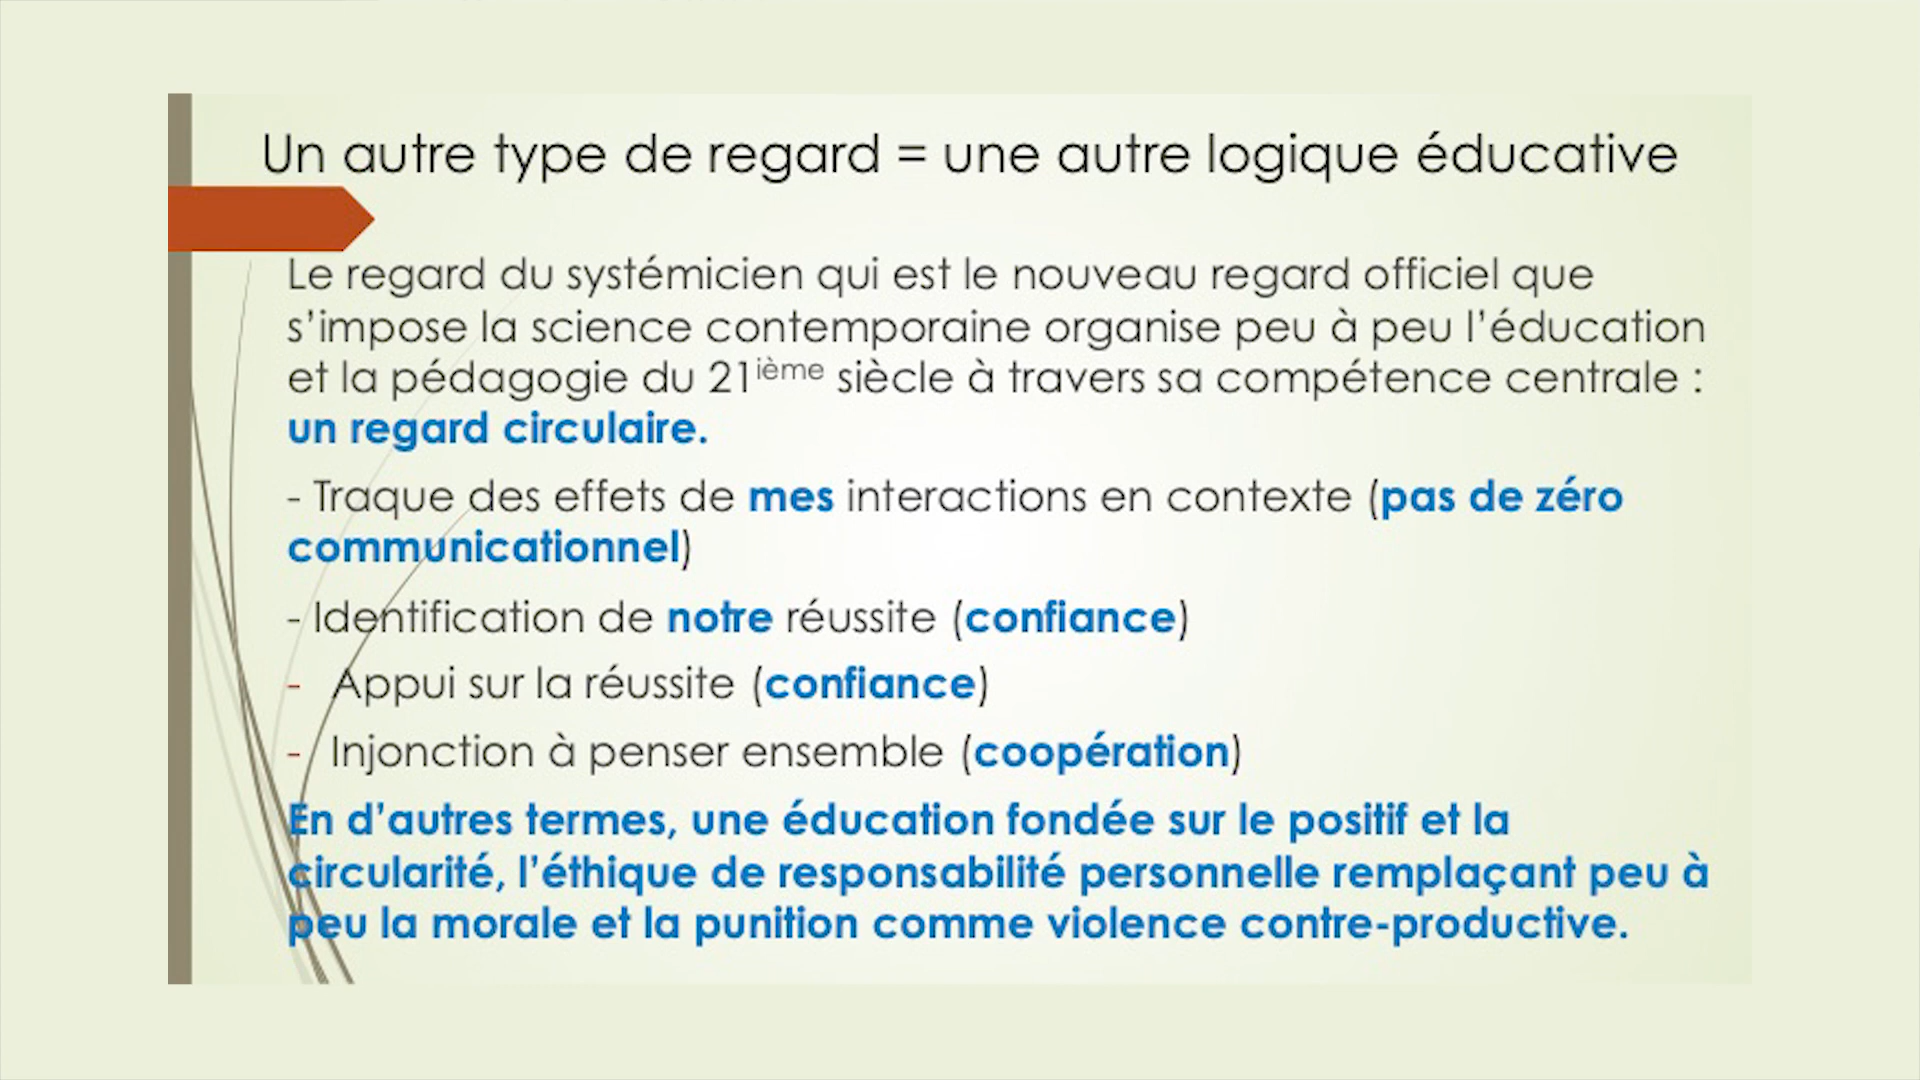 Un autre type de regard = une autre logique éducative
Le regard du systémicien qui est le nouveau regard officiel que
s’impose la science contemporaine organise peu à peu l’éducation
et la pédagogie du 21ième siècle à travers sa compétence centrale :
un regard circulaire.
- Traque des effets de mes interactions en contexte (pas de zéro
communicationnel)
- Identification de notre réussite (confiance)
- Appui sur la réussite (confiance)
- Injonction à penser ensemble (coopération)
En d’autres termes, une éducation fondée sur le positif et la
circularité, l’éthique de responsabilité personnelle remplaçant peu à
peu la morale et la punition comme violence contre-productive.